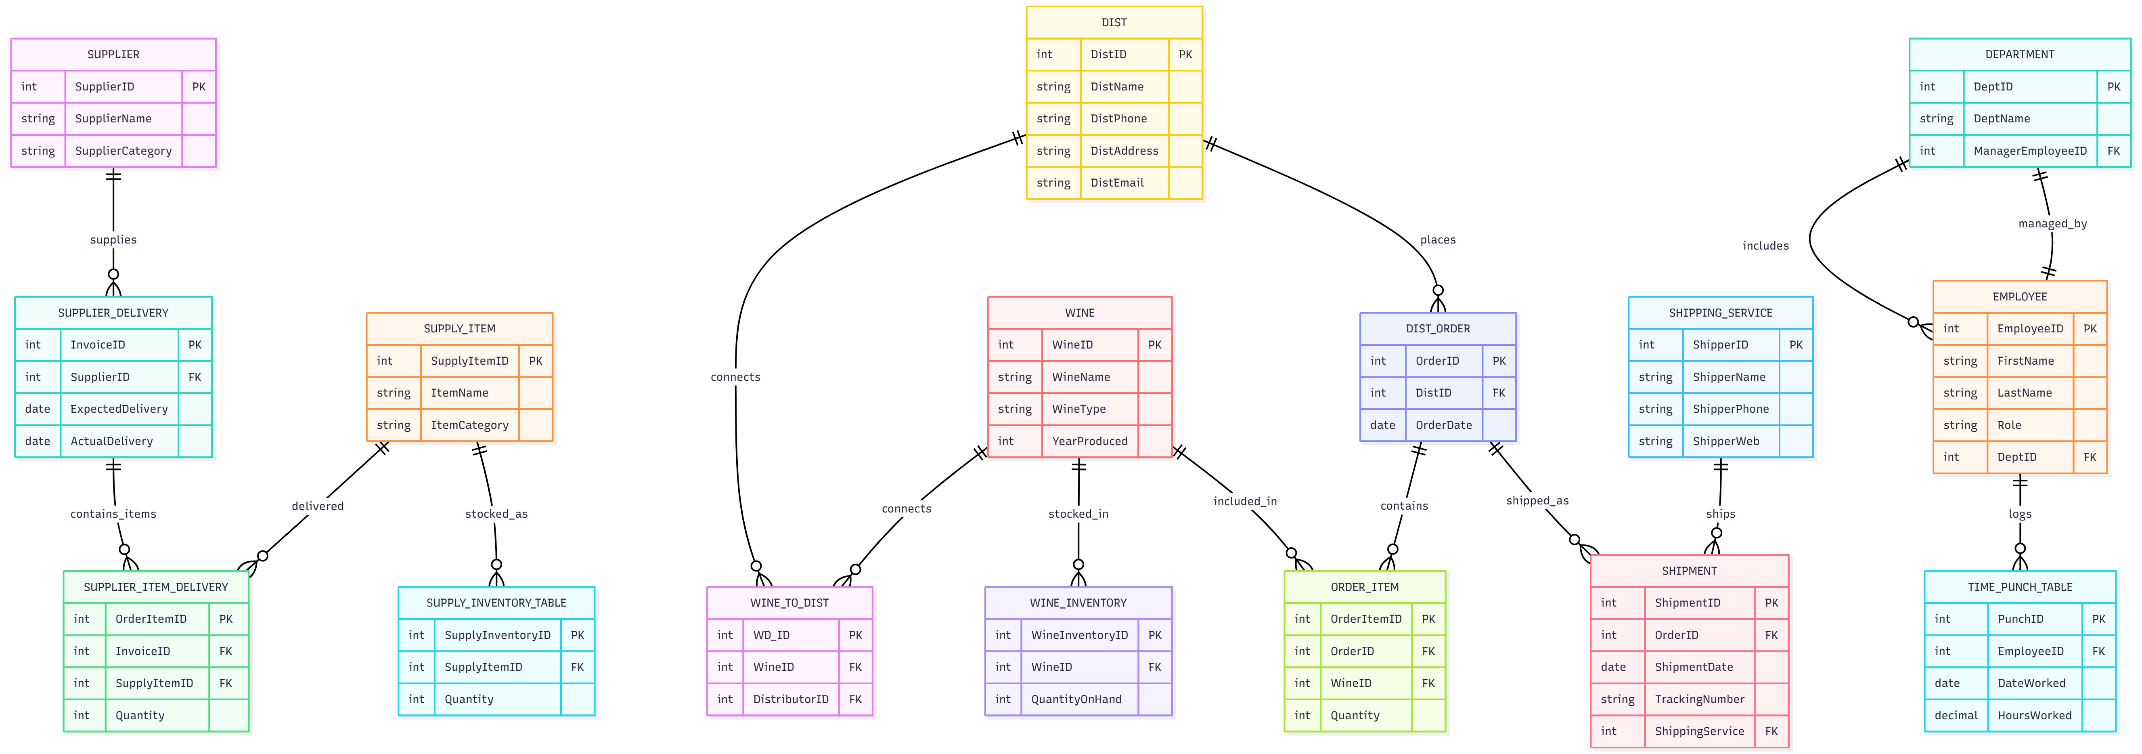 DIST
int DistID PK
string DistName
string DistPhone
string DistAddress
string DistEmail
SUPPLIER
int SupplierID PK
string SupplierName
string SupplierCategory
DEPARTMENT
int DeptID PK
string DeptName
int ManagerEmployeeID FK
supplies
connects
places
includes
managed_by
SUPPLIER_DELIVERY
int InvoiceID PK
int SupplierID FK
date ExpectedDelivery
date ActualDelivery
SUPPLY_ITEM
int SupplyItemID PK
string ItemName
string ItemCategory
WINE
int WineID PK
string WineName
string WineType
int YearProduced
DIST_ORDER
int OrderID PK
int DistID FK
date OrderDate
SHIPPING_SERVICE
int ShipperID PK
string ShipperName
string ShipperPhone
string ShipperWeb
EMPLOYEE
int EmployeeID PK
string FirstName
string LastName
string Role
int DeptID FK
contains_items
delivered
stocked_as
connects
stocked_in
included_in
contains
shipped_as
ships
logs
SUPPLIER_ITEM_DELIVERY
int OrderItemID PK
int InvoiceID FK
int SupplyItemID FK
int Quantity
SUPPLY_INVENTORY_TABLE
int SupplyInventoryID PK
int SupplyItemID FK
int Quantity
WINE_TO_DIST
int WD_ID PK
int WineID FK
int DistributorID FK
WINE_INVENTORY
int WineInventoryID PK
int WineID FK
int QuantityOnHand
ORDER_ITEM
int OrderItemID PK
int OrderID FK
int WineID FK
int Quantity
SHIPMENT
int ShipmentID PK
int OrderID FK
date ShipmentDate
string TrackingNumber
int ShippingService FK
TIME_PUNCH_TABLE
int PunchID PK
int EmployeeID FK
date DateWorked
decimal HoursWorked